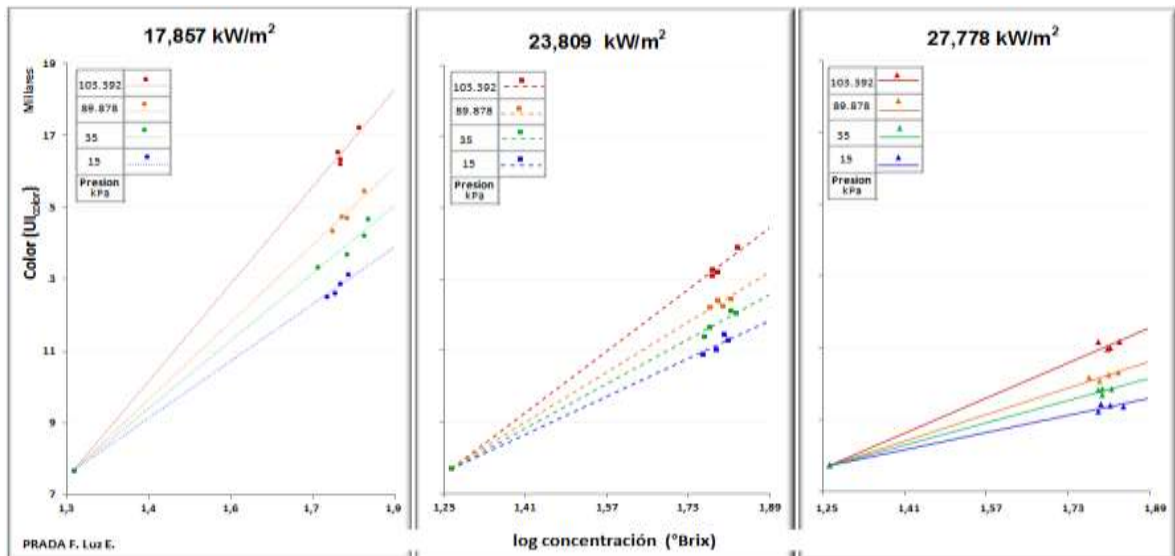 17,857 kW/m²
23,809 kW/m²
27,778 kW/m²
Color (UIcolor)
Millares
19
17
15
13
11
9
7
103.392
89.878
35
15
Presion
kPa
103.392
89.878
35
15
Presion
kPa
103.392
89.878
35
15
Presion
kPa
1,3
1,4
1,6
1,7
1,9
1,25
1,41
1,57
1,73
1,89
1,25
1,41
1,57
1,73
1,89
PRADA F. Luz E.
log concentración (°Brix)